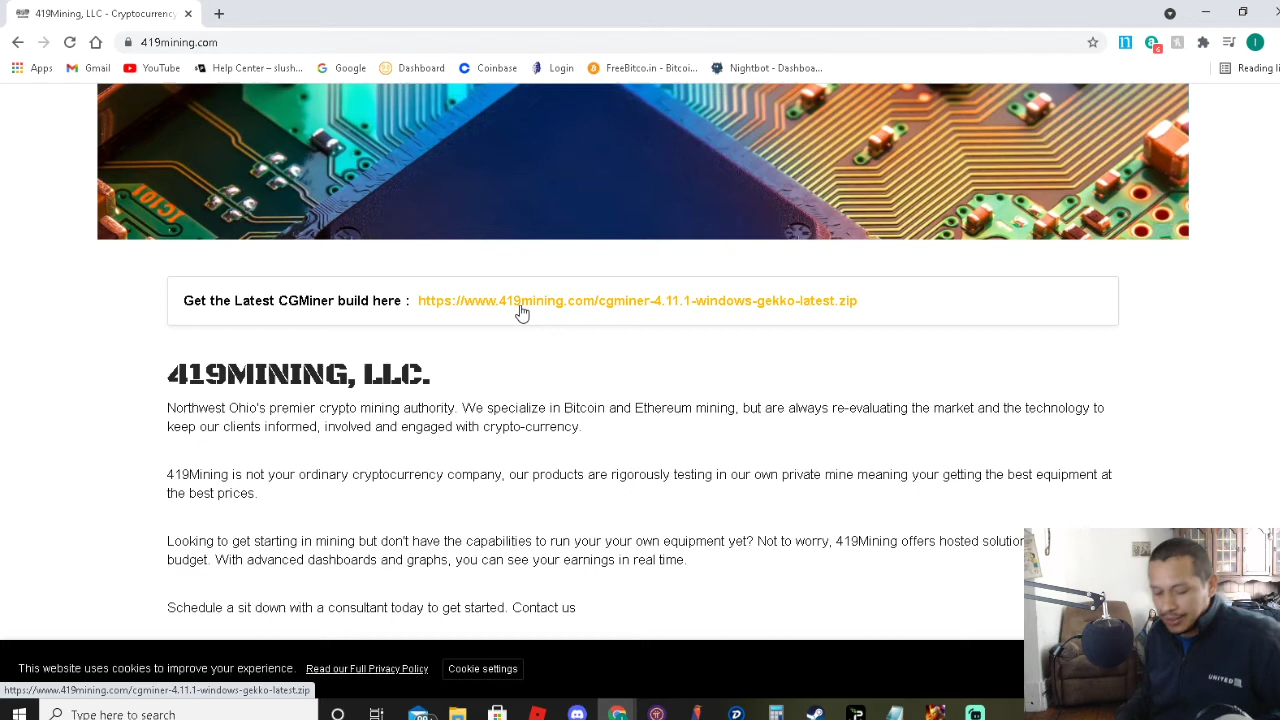 419Mining, LLC - Cryptocurrency
419mining.com
Apps
Gmail
YouTube
Help Center – slush...
Google
Dashboard
Coinbase
Login
FreeBitco.in - Bitcoi...
Nightbot - Dashboa...
Reading li
IC101
Get the Latest CGMiner build here : https://www.419mining.com/cgminer-4.11.1-windows-gekko-latest.zip
419MINING, LLC.
Northwest Ohio's premier crypto mining authority. We specialize in Bitcoin and Ethereum mining, but are always re-evaluating the market and the technology to
keep our clients informed, involved and engaged with crypto-currency.
419Mining is not your ordinary cryptocurrency company, our products are rigorously testing in our own private mine meaning your getting the best equipment at
the best prices.
Looking to get starting in mining but don't have the capabilities to run your your own equipment yet? Not to worry, 419Mining offers hosted solution
budget. With advanced dashboards and graphs, you can see your earnings in real time.
Schedule a sit down with a consultant today to get started. Contact us
This website uses cookies to improve your experience. Read our Full Privacy Policy Cookie settings
https://www.419mining.com/cgminer-4.11.1-windows-gekko-latest.zip
Type here to search
UNITED